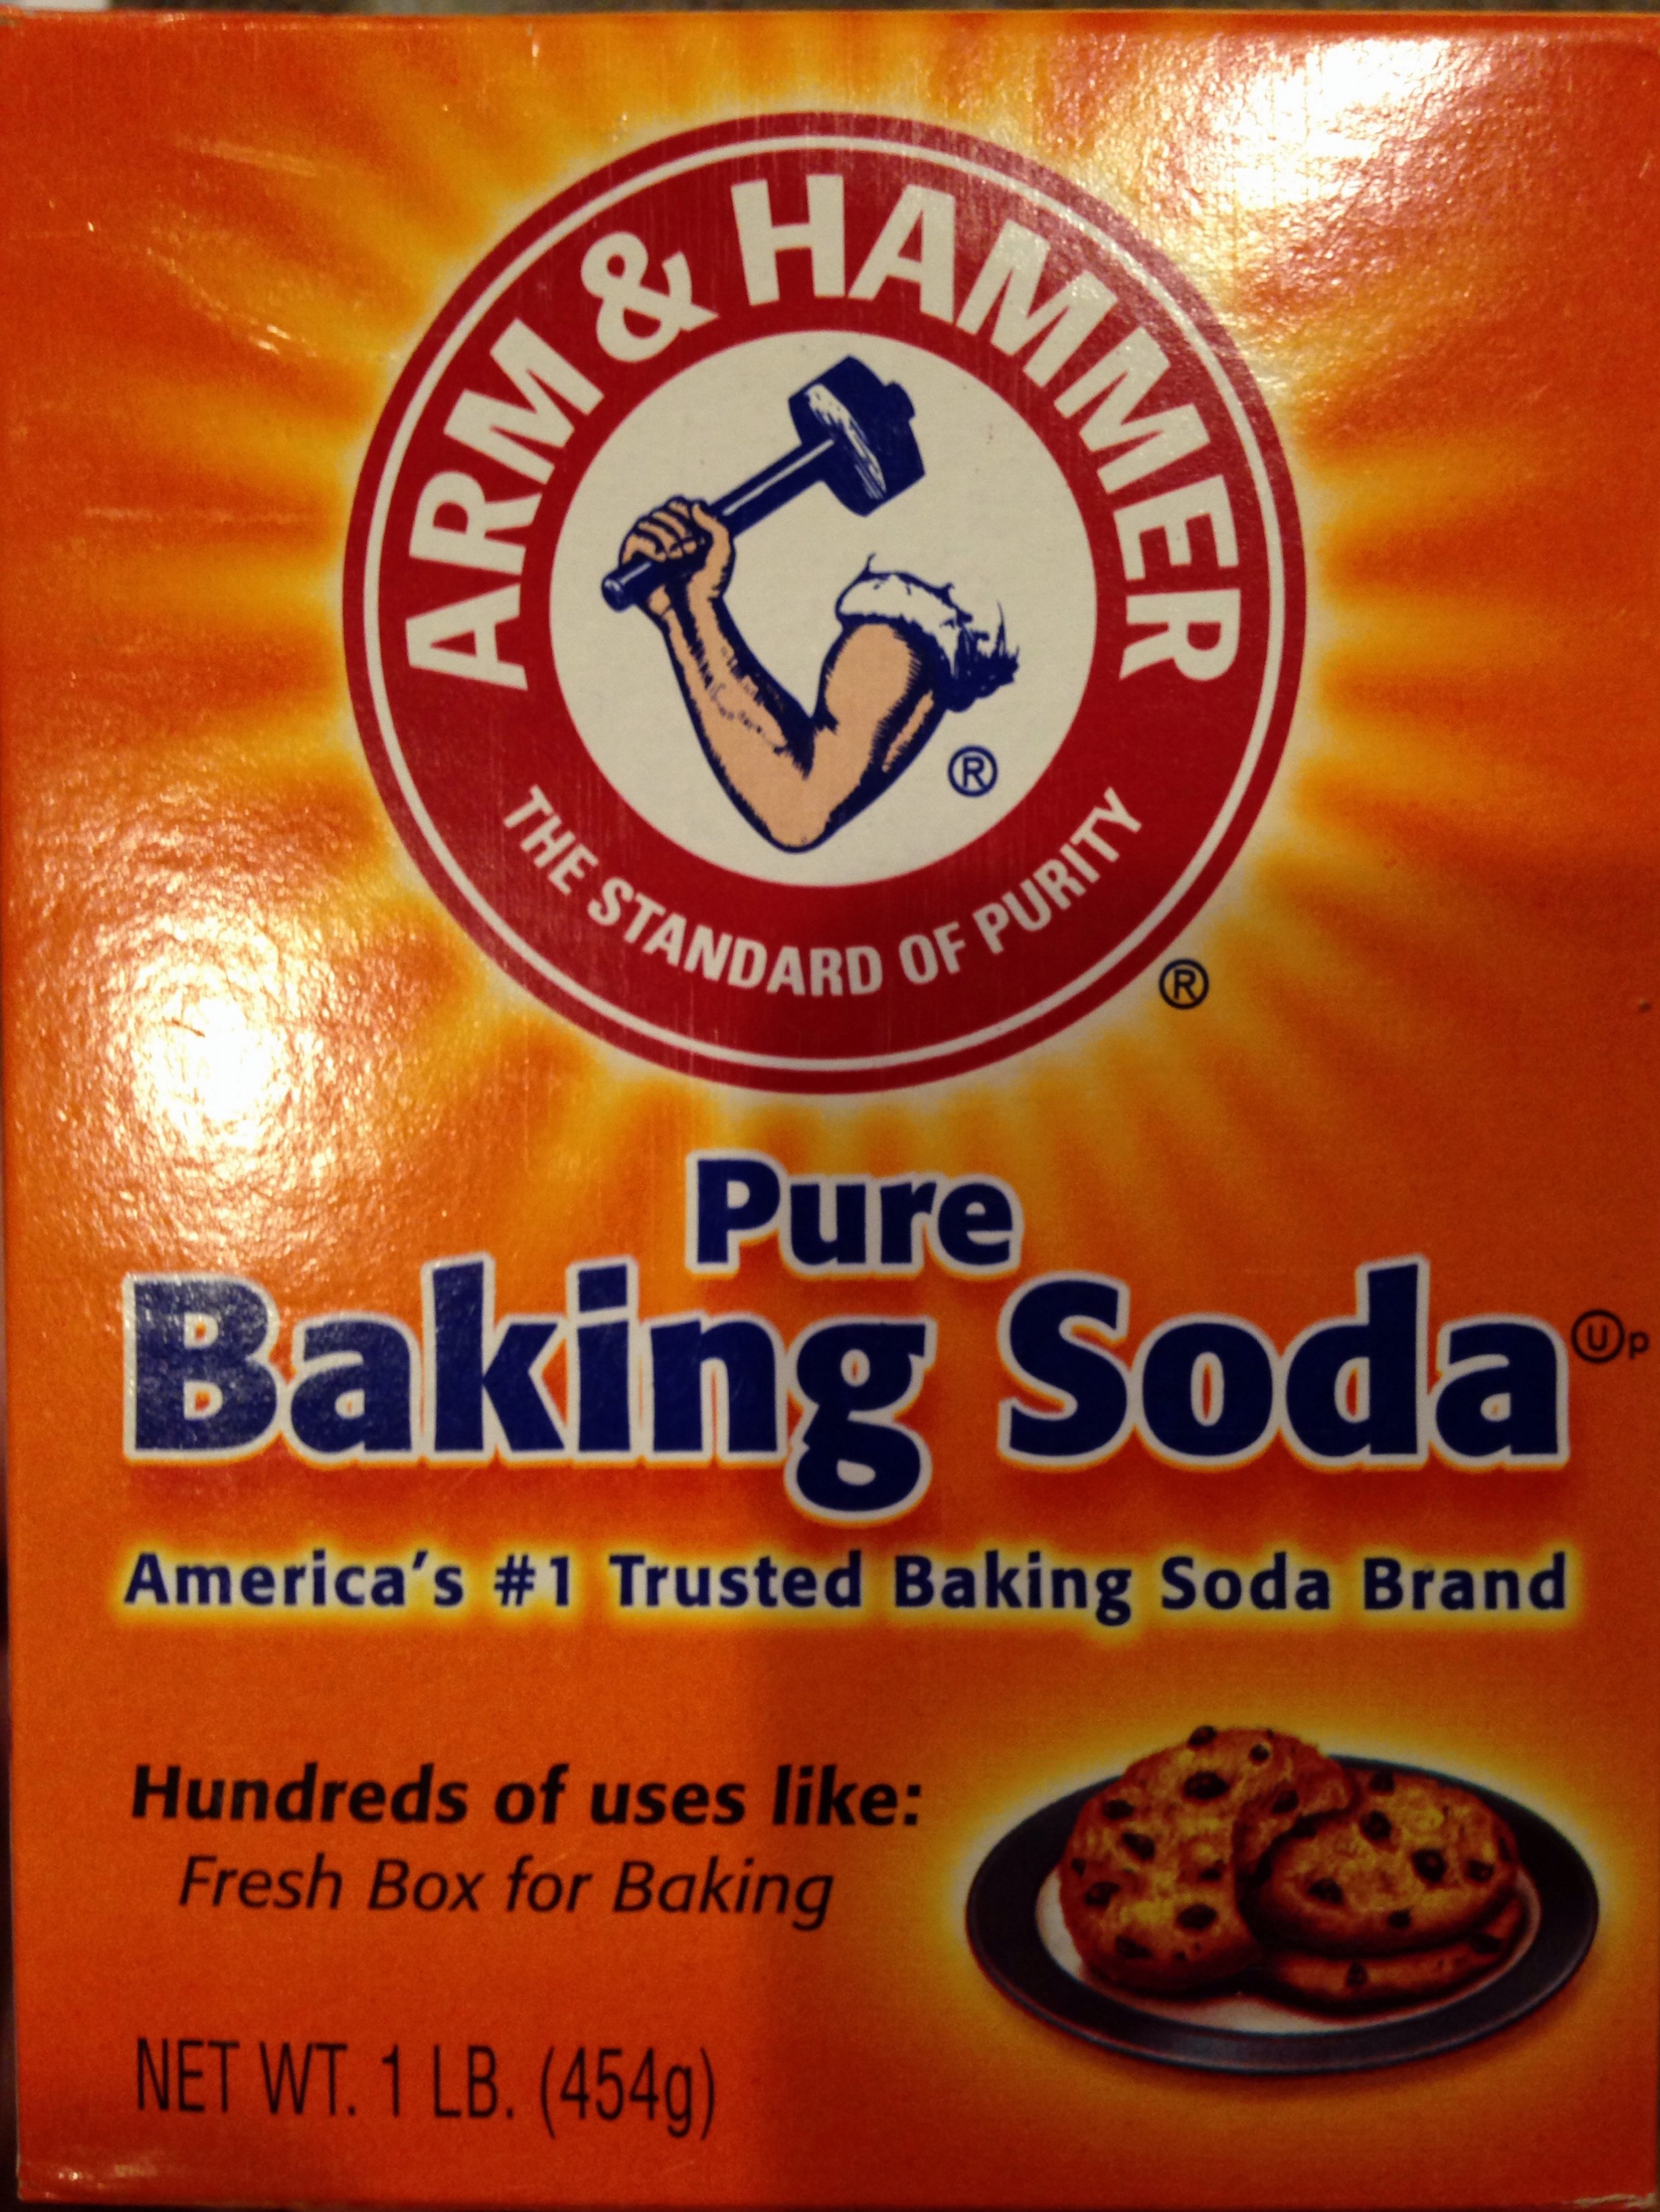 ARM & HAMMER
®
THE STANDARD OF PURITY
®
Pure
Baking Soda Ⓤp
America's #1 Trusted Baking Soda Brand
Hundreds of uses like:
Fresh Box for Baking
NET WT. 1 LB. (454g)